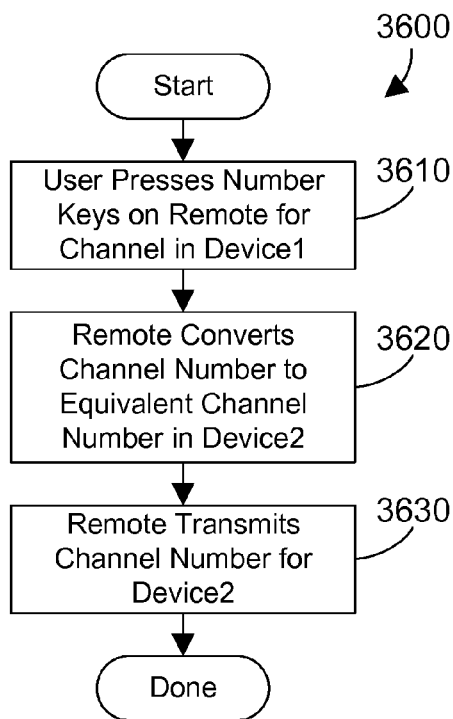 3600
Start
3610
User Presses Number
Keys on Remote for
Channel in Device1
3620
Remote Converts
Channel Number to
Equivalent Channel
Number in Device2
3630
Remote Transmits
Channel Number for
Device2
Done